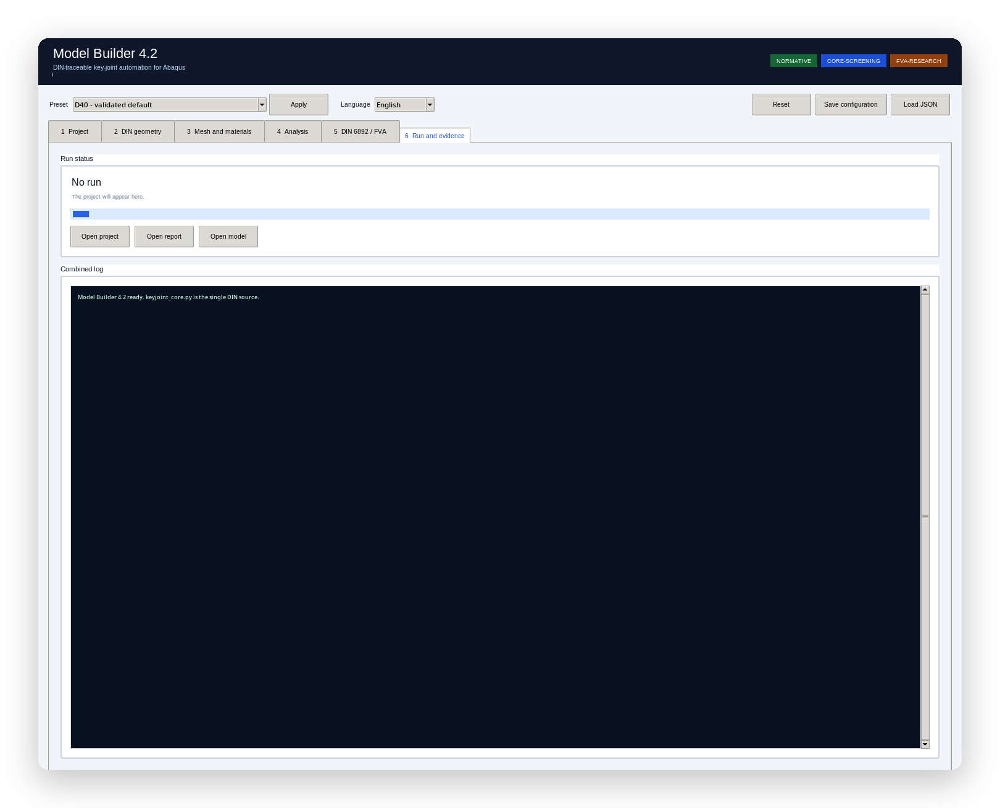 Model Builder 4.2
DIN-traceable key-joint automation for Abaqus
NORMATIVE
CORE-SCREENING
FVA-RESEARCH
Preset
D40 - validated default
Apply
Language
English
Reset
Save configuration
Load JSON
1 Project
2 DIN geometry
3 Mesh and materials
4 Analysis
5 DIN 6892 / FVA
6 Run and evidence
Run status
No run
The project will appear here.
Open project
Open report
Open model
Combined log
Model Builder 4.2 ready. keyjoint_core.py is the single DIN source.